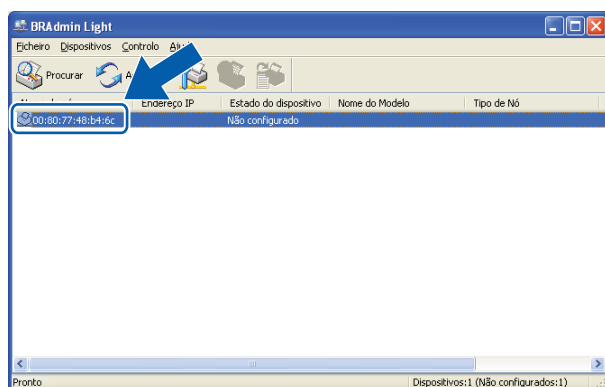 BRAdmin Light
Ficheiro Dispositivos Controlo
Procurar
Endereço IP Estado do dispositivo Nome do Modelo Tipo de Nó
00:80:77:48:b4:6c Não configurado
Pronto Dispositivos:1 (Não configurados:1)